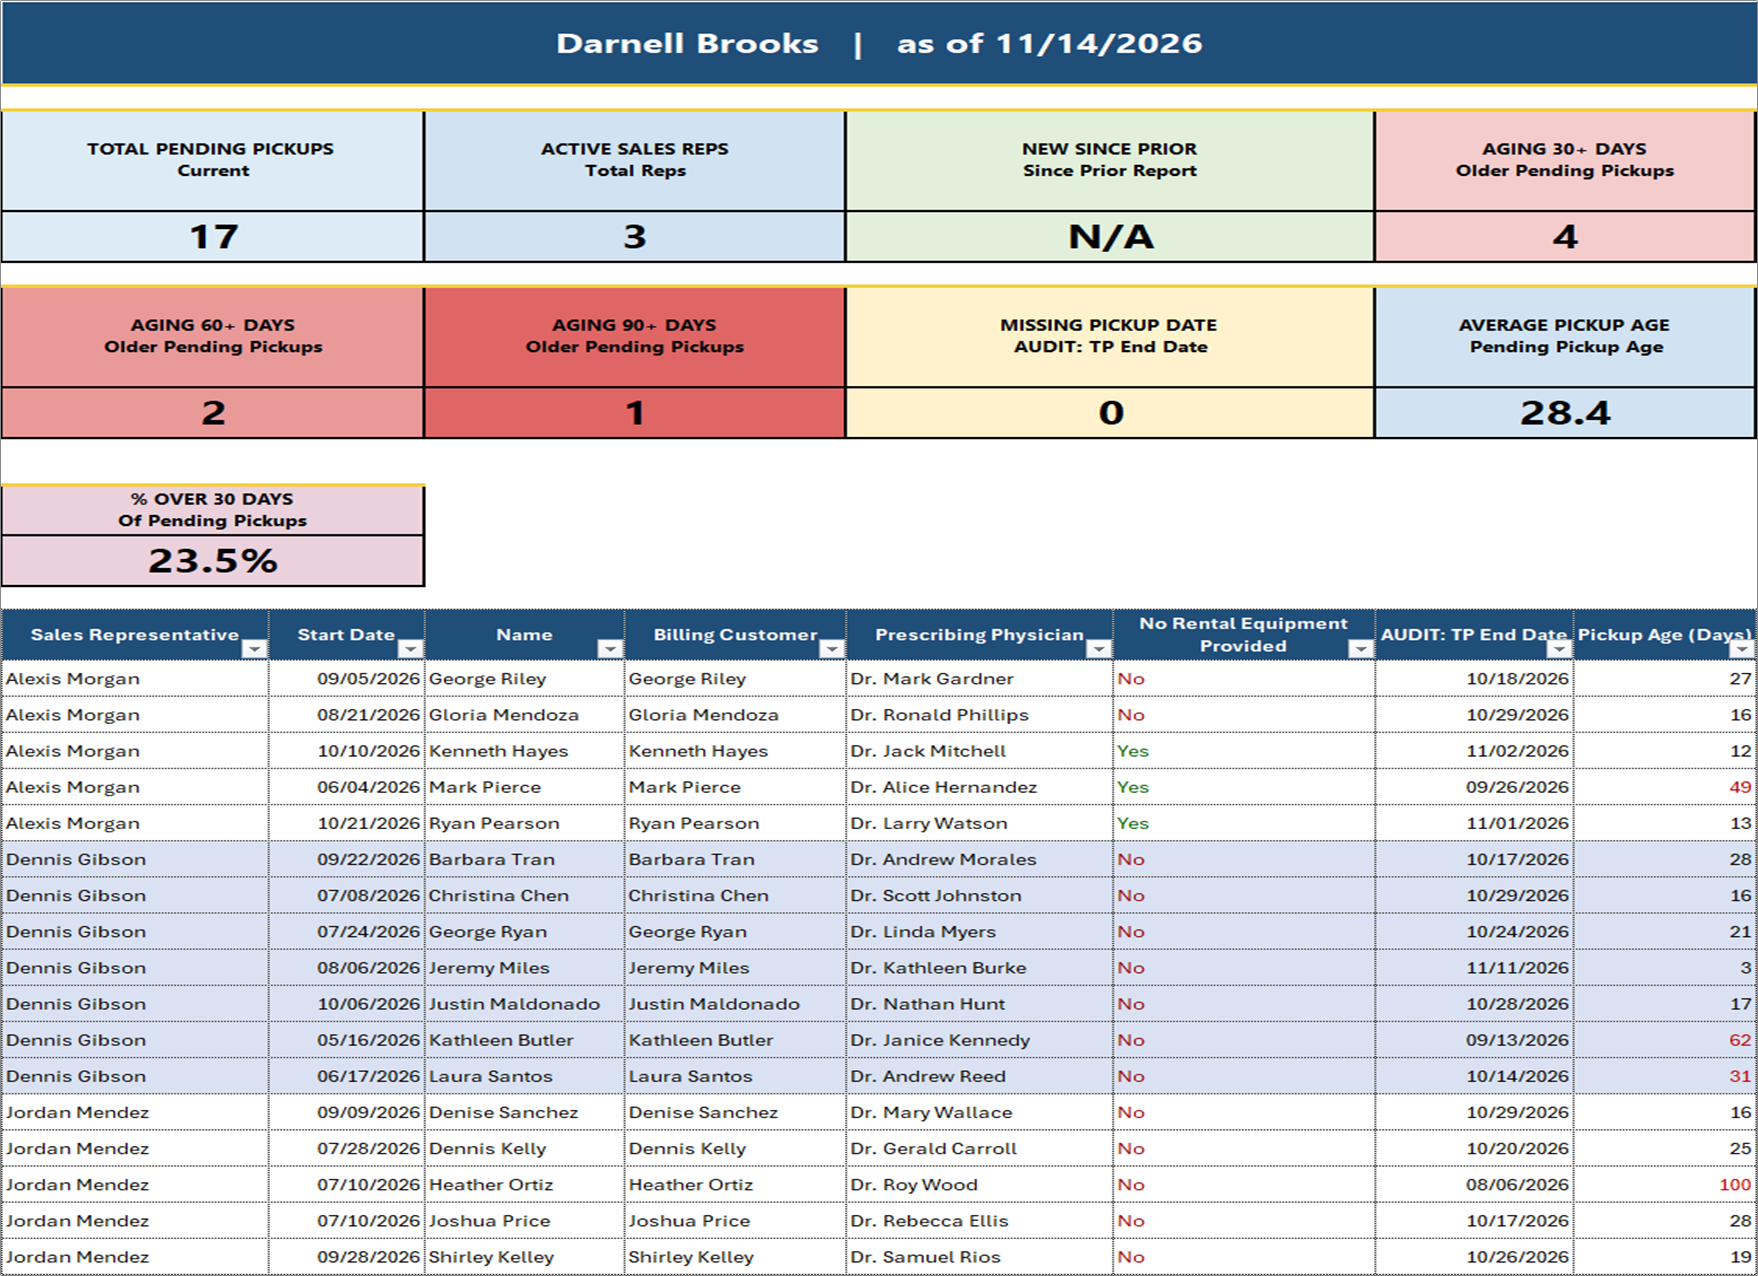 Darnell Brooks | as of 11/14/2026
TOTAL PENDING PICKUPS
Current
17
ACTIVE SALES REPS
Total Reps
3
NEW SINCE PRIOR
Since Prior Report
N/A
AGING 30+ DAYS
Older Pending Pickups
4
AGING 60+ DAYS
Older Pending Pickups
2
AGING 90+ DAYS
Older Pending Pickups
1
MISSING PICKUP DATE
AUDIT: TP End Date
0
AVERAGE PICKUP AGE
Pending Pickup Age
28.4
% OVER 30 DAYS
Of Pending Pickups
23.5%
Sales Representative Start Date Name Billing Customer Prescribing Physician No Rental Equipment Provided AUDIT: TP End Date Pickup Age (Days)
Alexis Morgan 09/05/2026 George Riley George Riley Dr. Mark Gardner No 10/18/2026 27
Alexis Morgan 08/21/2026 Gloria Mendoza Gloria Mendoza Dr. Ronald Phillips No 10/29/2026 16
Alexis Morgan 10/10/2026 Kenneth Hayes Kenneth Hayes Dr. Jack Mitchell Yes 11/02/2026 12
Alexis Morgan 06/04/2026 Mark Pierce Mark Pierce Dr. Alice Hernandez Yes 09/26/2026 49
Alexis Morgan 10/21/2026 Ryan Pearson Ryan Pearson Dr. Larry Watson Yes 11/01/2026 13
Dennis Gibson 09/22/2026 Barbara Tran Barbara Tran Dr. Andrew Morales No 10/17/2026 28
Dennis Gibson 07/08/2026 Christina Chen Christina Chen Dr. Scott Johnston No 10/29/2026 16
Dennis Gibson 07/24/2026 George Ryan George Ryan Dr. Linda Myers No 10/24/2026 21
Dennis Gibson 08/06/2026 Jeremy Miles Jeremy Miles Dr. Kathleen Burke No 11/11/2026 3
Dennis Gibson 10/06/2026 Justin Maldonado Justin Maldonado Dr. Nathan Hunt No 10/28/2026 17
Dennis Gibson 05/16/2026 Kathleen Butler Kathleen Butler Dr. Janice Kennedy No 09/13/2026 62
Dennis Gibson 06/17/2026 Laura Santos Laura Santos Dr. Andrew Reed No 10/14/2026 31
Jordan Mendez 09/09/2026 Denise Sanchez Denise Sanchez Dr. Mary Wallace No 10/29/2026 16
Jordan Mendez 07/28/2026 Dennis Kelly Dennis Kelly Dr. Gerald Carroll No 10/20/2026 25
Jordan Mendez 07/10/2026 Heather Ortiz Heather Ortiz Dr. Roy Wood No 08/06/2026 100
Jordan Mendez 07/10/2026 Joshua Price Joshua Price Dr. Rebecca Ellis No 10/17/2026 28
Jordan Mendez 09/28/2026 Shirley Kelley Shirley Kelley Dr. Samuel Rios No 10/26/2026 19